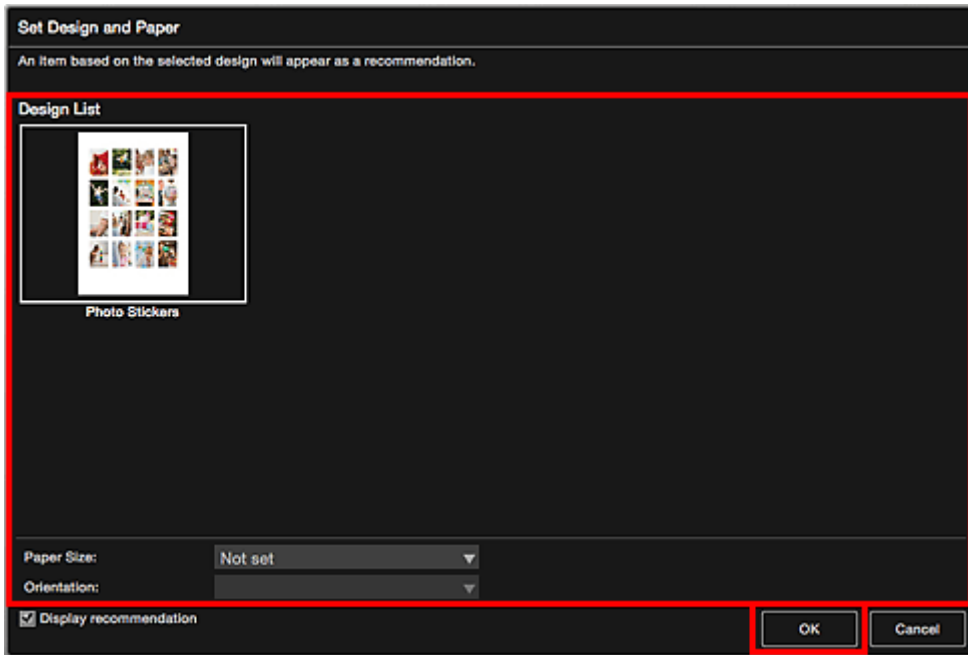 Set Design and Paper
An item based on the selected design will appear as a recommendation.
Design List
Photo Stickers
Paper Size:
Not set
Orientation:
Display recommendation
OK
Cancel